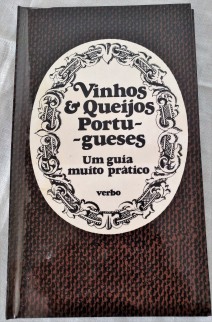 Vinhos
& Queijos
Portu-
-gueses
Um guia
muito prático
verbo